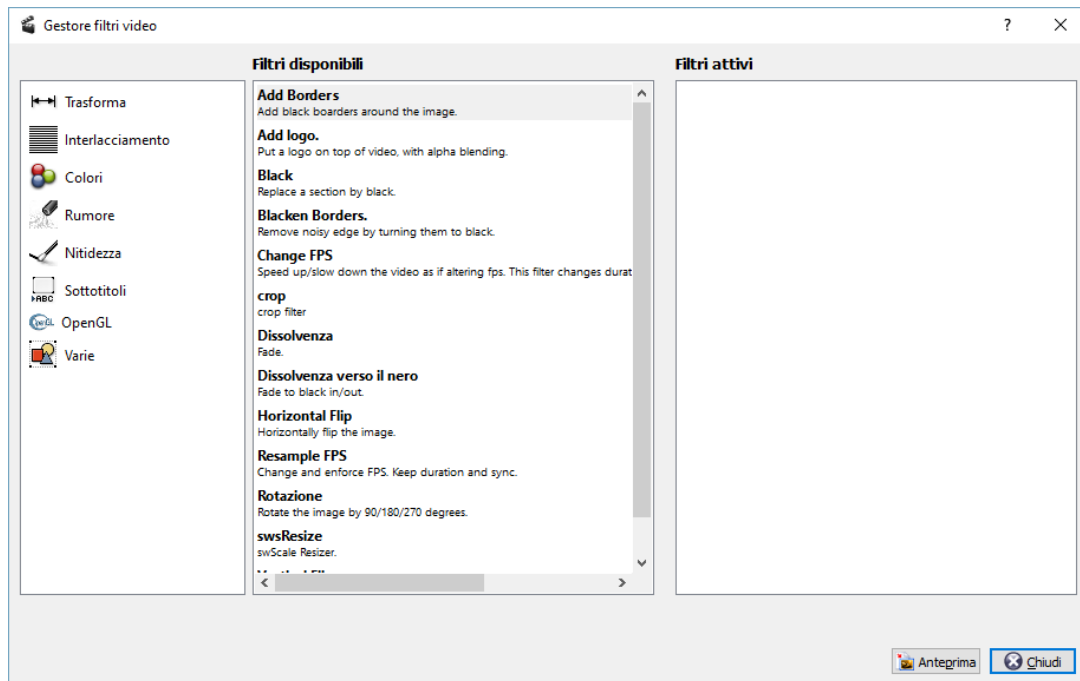 Gestore filtri video
?
Filtri disponibili
Filtri attivi
Trasforma
Interlacciamento
Colori
Rumore
Nitidezza
ABC
Sottotitoli
OpenGL
Varie
Add Borders
Add black boarders around the image.
Add logo.
Put a logo on top of video, with alpha blending.
Black
Replace a section by black.
Blacken Borders.
Remove noisy edge by turning them to black.
Change FPS
Speed up/slow down the video as if altering fps. This filter changes durat
crop
crop filter
Dissolvenza
Fade.
Dissolvenza verso il nero
Fade to black in/out.
Horizontal Flip
Horizontally flip the image.
Resample FPS
Change and enforce FPS. Keep duration and sync.
Rotazione
Rotate the image by 90/180/270 degrees.
swsResize
swScale Resizer.
Anteprima
Chiudi